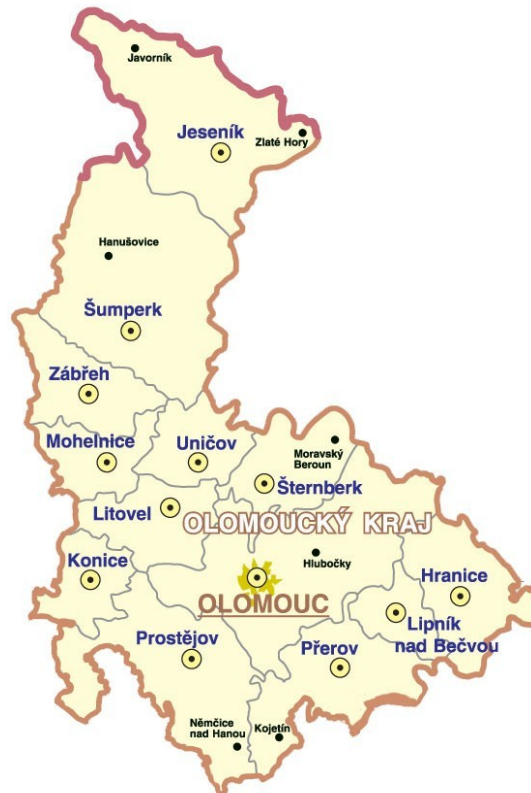 Javorník
Jeseník
Zlaté Hory
Hanušovice
Šumperk
Zábřeh
Mohelnice
Uničov
Moravský
Beroun
Šternberk
Litovel
OLOMOUCKÝ KRAJ
Konice
Hlubočky
Hranice
OLOMOUC
Lipník
nad Bečvou
Prostějov
Přerov
Němčice
nad Hanou
Kojetín